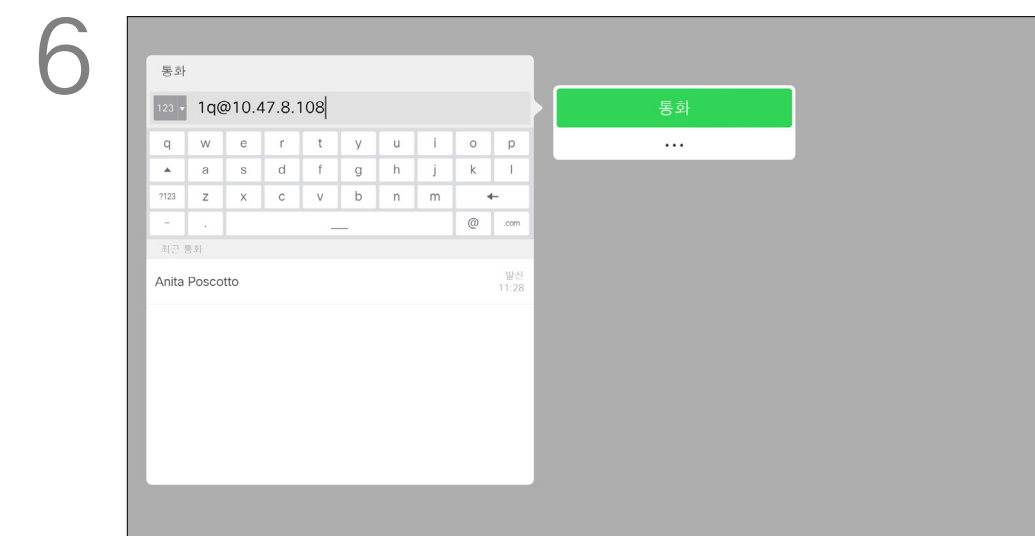 6
통화
123 1q@10.47.8.108
통화
...
q w e r t y u i o p
a s d f g h j k l
?123 z x c v b n m
- . @ .com
최근 통화
Anita Poscotto 발신
11:28